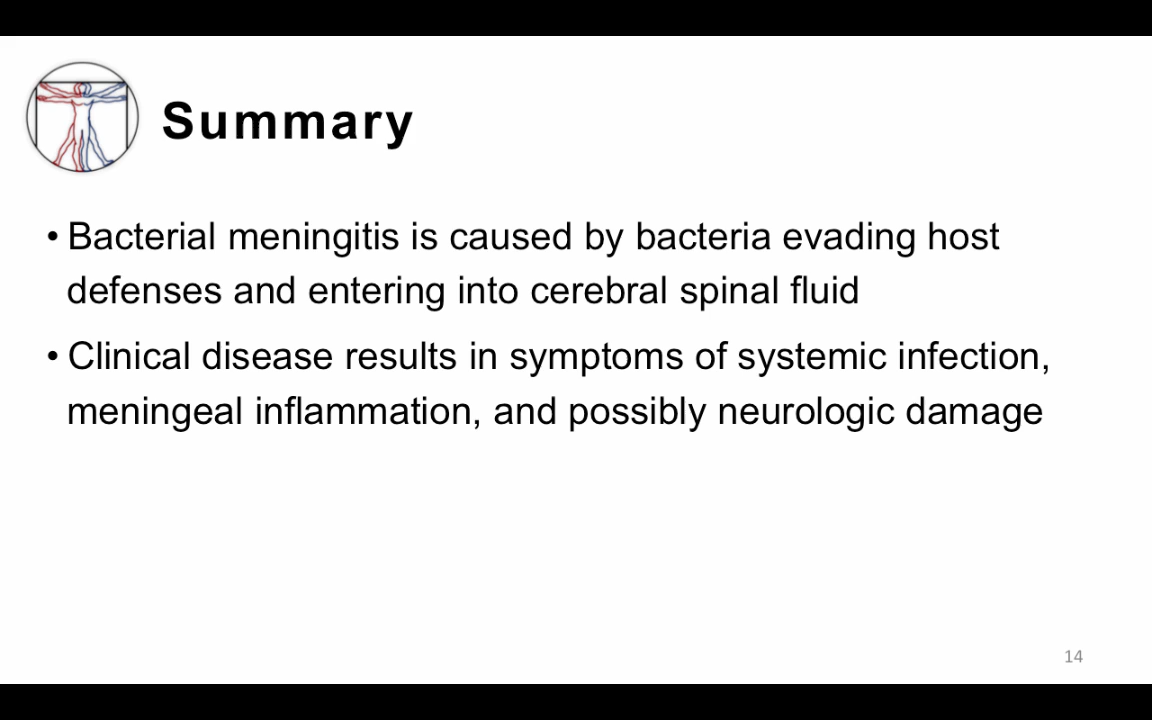 Summary
• Bacterial meningitis is caused by bacteria evading host
defenses and entering into cerebral spinal fluid
• Clinical disease results in symptoms of systemic infection,
meningeal inflammation, and possibly neurologic damage
14